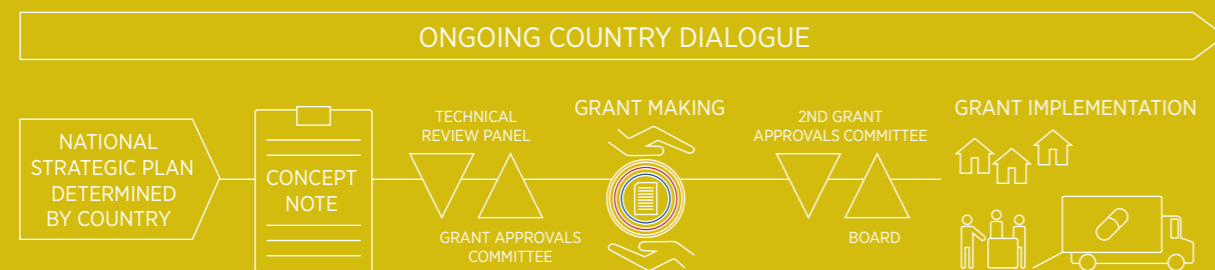 ONGOING COUNTRY DIALOGUE
NATIONAL
STRATEGIC PLAN
DETERMINED
BY COUNTRY
CONCEPT
NOTE
TECHNICAL
REVIEW PANEL
GRANT APPROVALS
COMMITTEE
GRANT MAKING
2ND GRANT
APPROVALS COMMITTEE
BOARD
GRANT IMPLEMENTATION